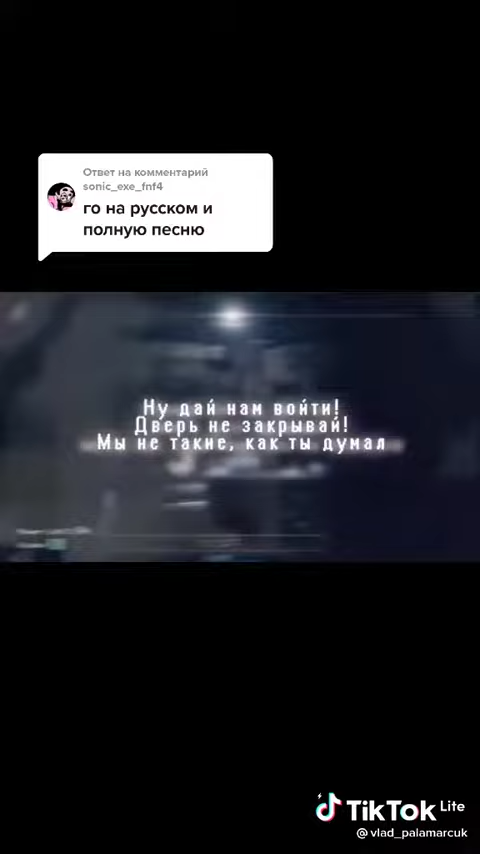 Ответ на комментарий
sonic_exe_fnf4
го на русском и
полную песню
Ну дай нам войти!
Дверь не закрывай!
Мы не такие, как ты думал
TikTok Lite
@vlad_palamarcuk